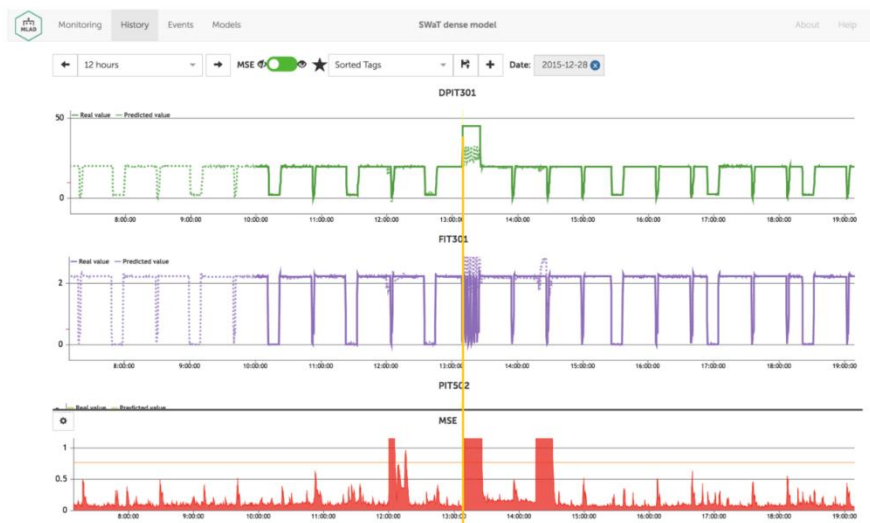 MLAD Monitoring History Events Models SWaT dense model About Help
12 hours MSE Sorted Tags Date: 2015-12-28
DPIT301
Real value Predicted value
50
0
8:00:00 9:00:00 10:00:00 11:00:00 12:00:00 13:00:00 14:00:00 15:00:00 16:00:00 17:00:00 18:00:00 19:00:00
FIT301
Real value Predicted value
2
0
8:00:00 9:00:00 10:00:00 11:00:00 12:00:00 13:00:00 14:00:00 15:00:00 16:00:00 17:00:00 18:00:00 19:00:00
PIT502
Real value Predicted value
MSE
1
0.5
0
8:00:00 9:00:00 10:00:00 11:00:00 12:00:00 13:00:00 14:00:00 15:00:00 16:00:00 17:00:00 18:00:00 19:00:00